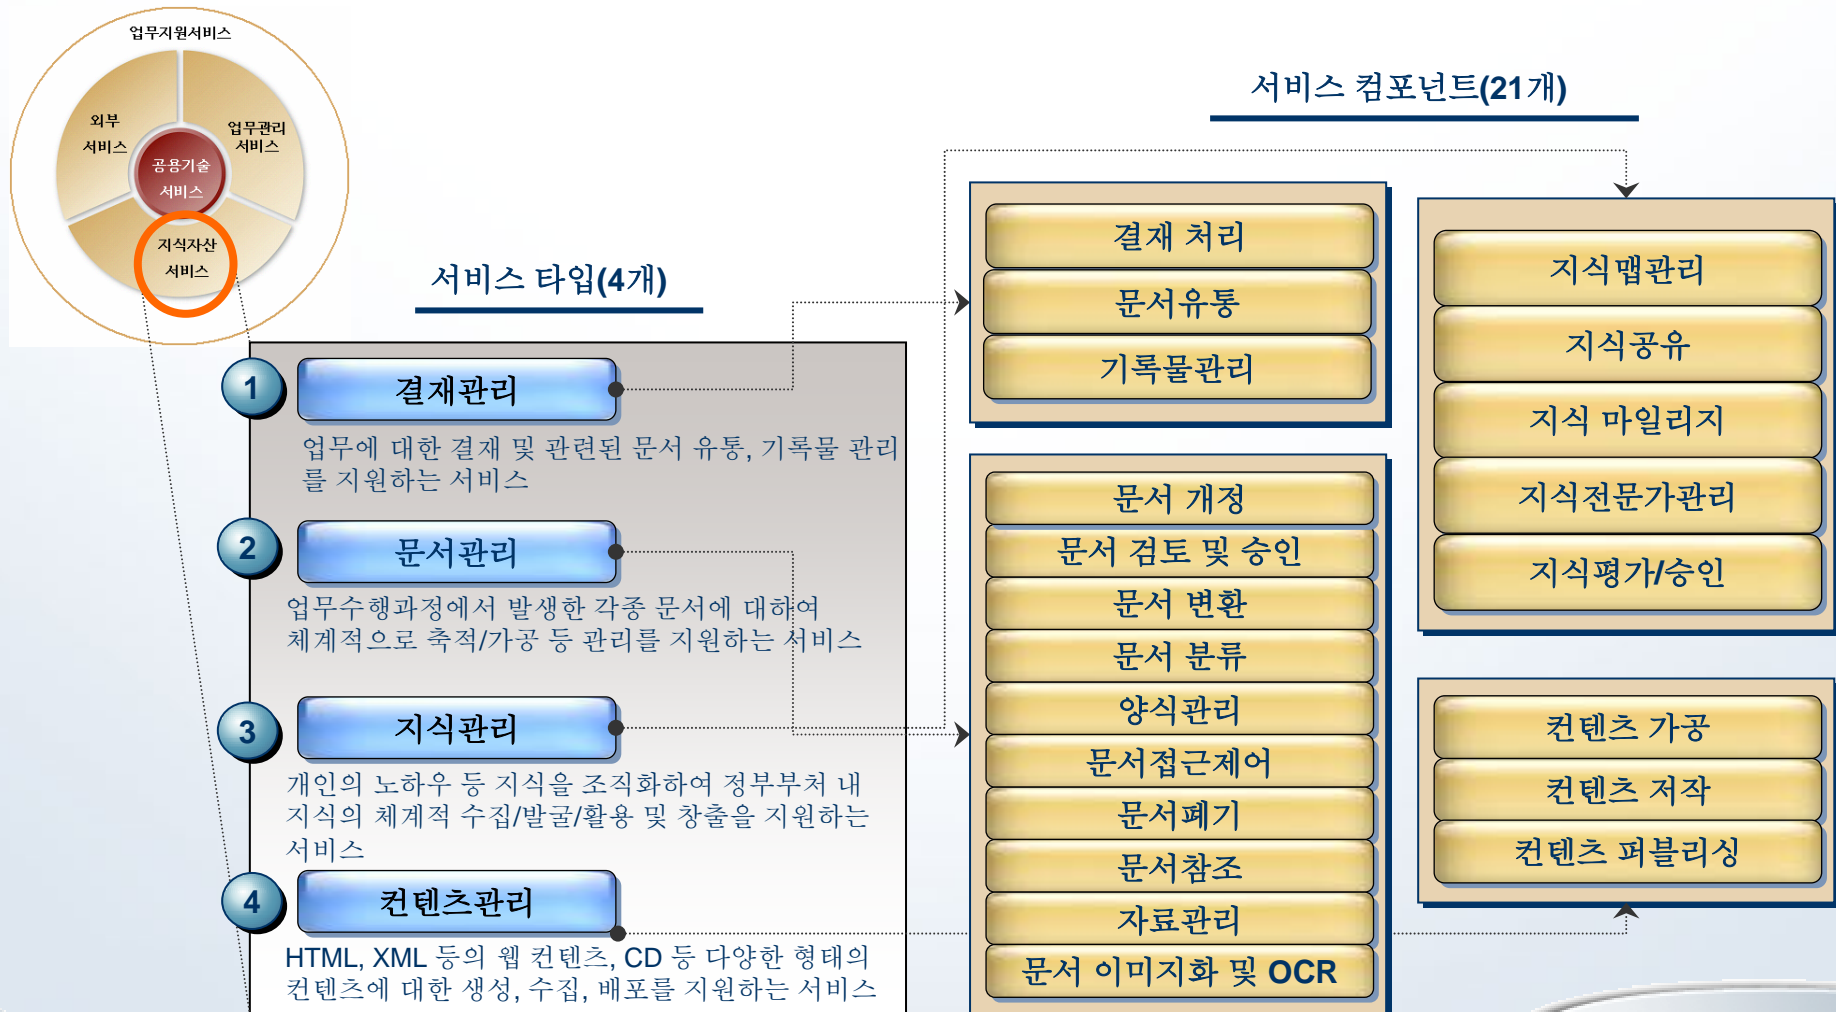 업무지원서비스
외부
서비스
업무관리
서비스
공용기술
서비스
지식자산
서비스
서비스 타입(4개)
1
결재관리
업무에 대한 결재 및 관련된 문서 유통, 기록물 관리
를 지원하는 서비스
2
문서관리
업무수행과정에서 발생한 각종 문서에 대하여
체계적으로 축적/가공 등 관리를 지원하는 서비스
3
지식관리
개인의 노하우 등 지식을 조직화하여 정부부처 내
지식의 체계적 수집/발굴/활용 및 창출을 지원하는
서비스
4
컨텐츠관리
HTML, XML 등의 웹 컨텐츠, CD 등 다양한 형태의
컨텐츠에 대한 생성, 수집, 배포를 지원하는 서비스
서비스 컴포넌트(21개)
결재 처리
문서유통
기록물관리
문서 개정
문서 검토 및 승인
문서 변환
문서 분류
양식관리
문서접근제어
문서폐기
문서참조
자료관리
문서 이미지화 및 OCR
지식맵관리
지식공유
지식 마일리지
지식전문가관리
지식평가/승인
컨텐츠 가공
컨텐츠 저작
컨텐츠 퍼블리싱